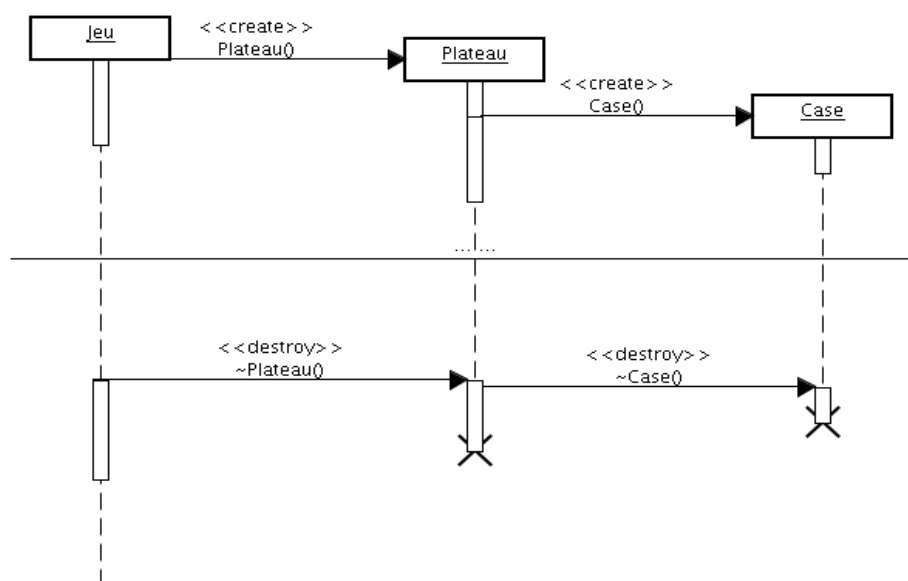 Jeu
<<create>>
Plateau()
Plateau
<<create>>
Case()
Case
... ...
<<destroy>>
~Plateau()
<<destroy>>
~Case()